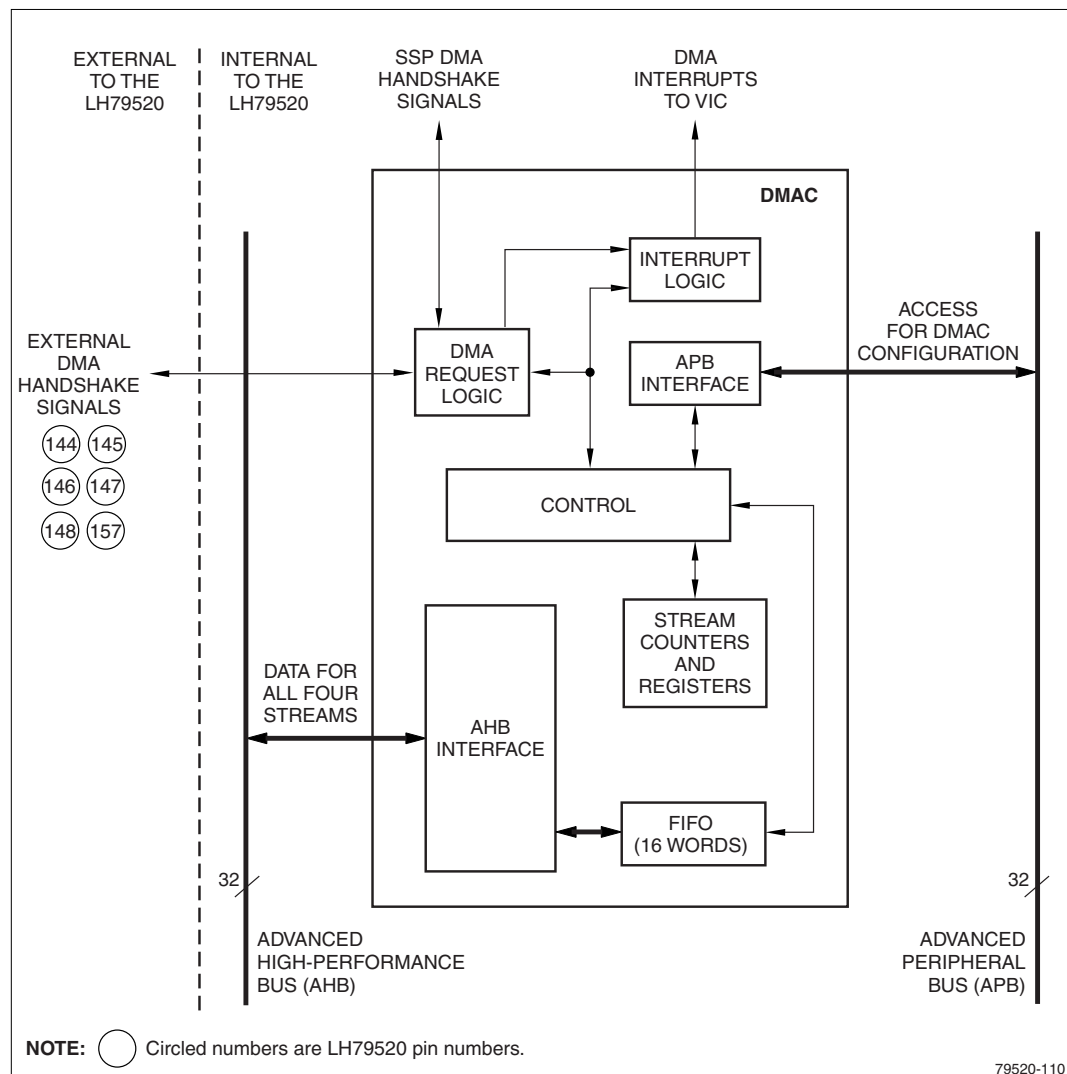 EXTERNAL
TO THE
LH79520
INTERNAL
TO THE
LH79520
SSP DMA
HANDSHAKE
SIGNALS
DMA
INTERRUPTS
TO VIC
DMAC
INTERRUPT
LOGIC
EXTERNAL
DMA
HANDSHAKE
SIGNALS
144 145
146 147
148 157
DMA
REQUEST
LOGIC
APB
INTERFACE
ACCESS
FOR DMAC
CONFIGURATION
CONTROL
STREAM
COUNTERS
AND
REGISTERS
DATA FOR
ALL FOUR
STREAMS
AHB
INTERFACE
FIFO
(16 WORDS)
32
32
ADVANCED
HIGH-PERFORMANCE
BUS (AHB)
ADVANCED
PERIPHERAL
BUS (APB)
NOTE: Circled numbers are LH79520 pin numbers.
79520-110